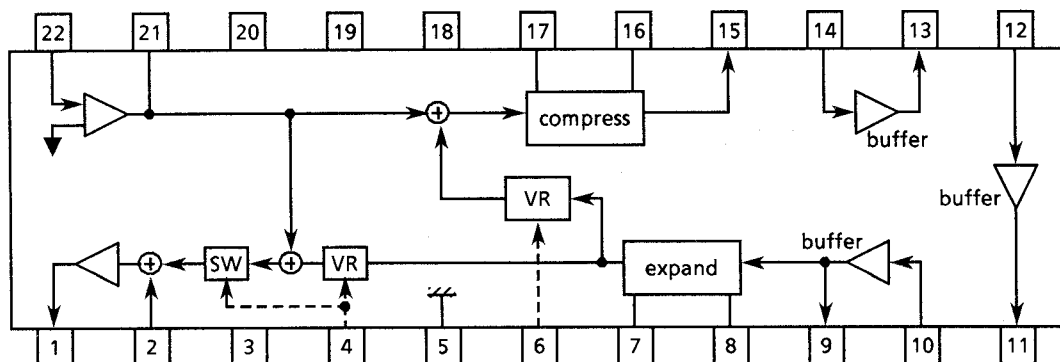 22 21 20 19 18 17 16 15 14 13 12
compress
buffer
buffer
VR
buffer
SW
VR
expand
1 2 3 4 5 6 7 8 9 10 11